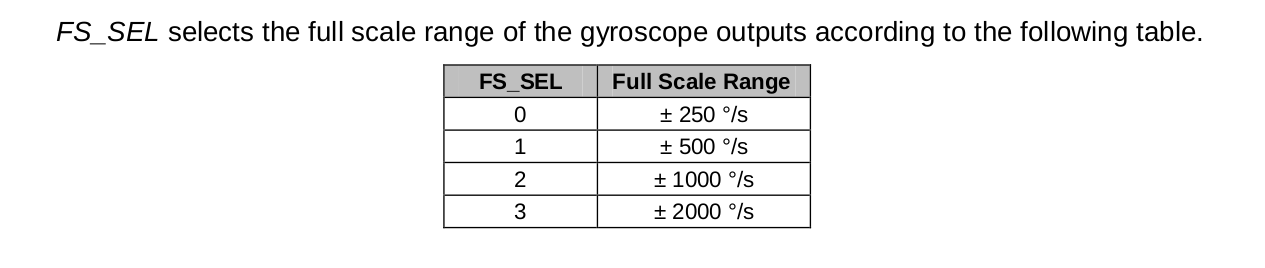 FS_SEL selects the full scale range of the gyroscope outputs according to the following table.
FS_SEL Full Scale Range
0 ± 250 °/s
1 ± 500 °/s
2 ± 1000 °/s
3 ± 2000 °/s